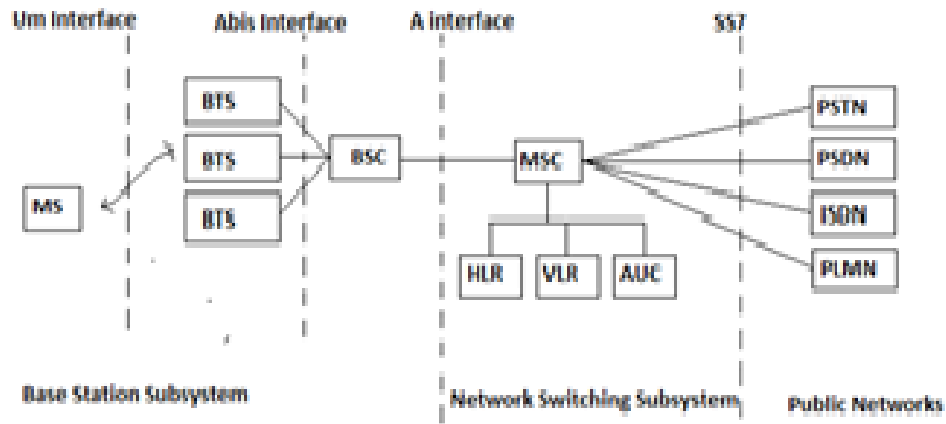 Um Interface
Abis Interface
A interface
SS7
BTS
BTS
BTS
MS
BSC
MSC
HLR
VLR
AUC
PSTN
PSDN
ISDN
PLMN
Base Station Subsystem
Network Switching Subsystem
Public Networks